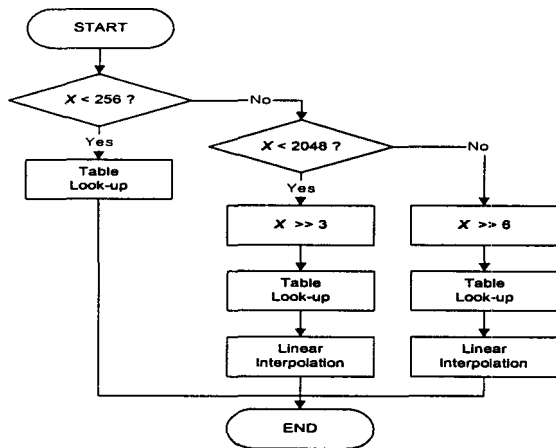 START
X < 256 ?
No
Yes
X < 2048 ?
No
Table
Look-up
Yes
X >> 3
X >> 6
Table
Look-up
Table
Look-up
Linear
Interpolation
Linear
Interpolation
END